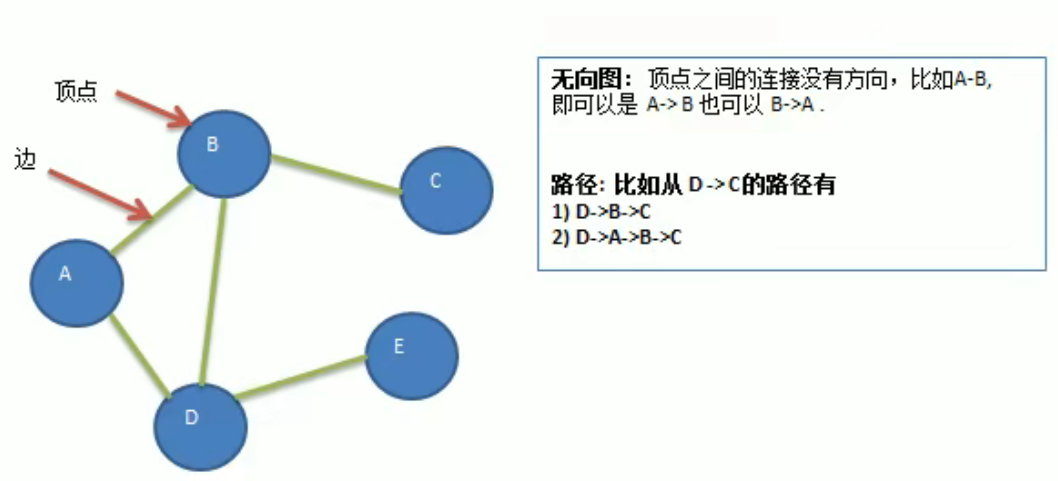 顶点
边
B
C
A
E
D
无向图： 顶点之间的连接没有方向，比如A-B,
即可以是 A-> B 也可以 B->A .
路径: 比如从 D ->C的路径有
1) D->B->C
2) D->A->B->C